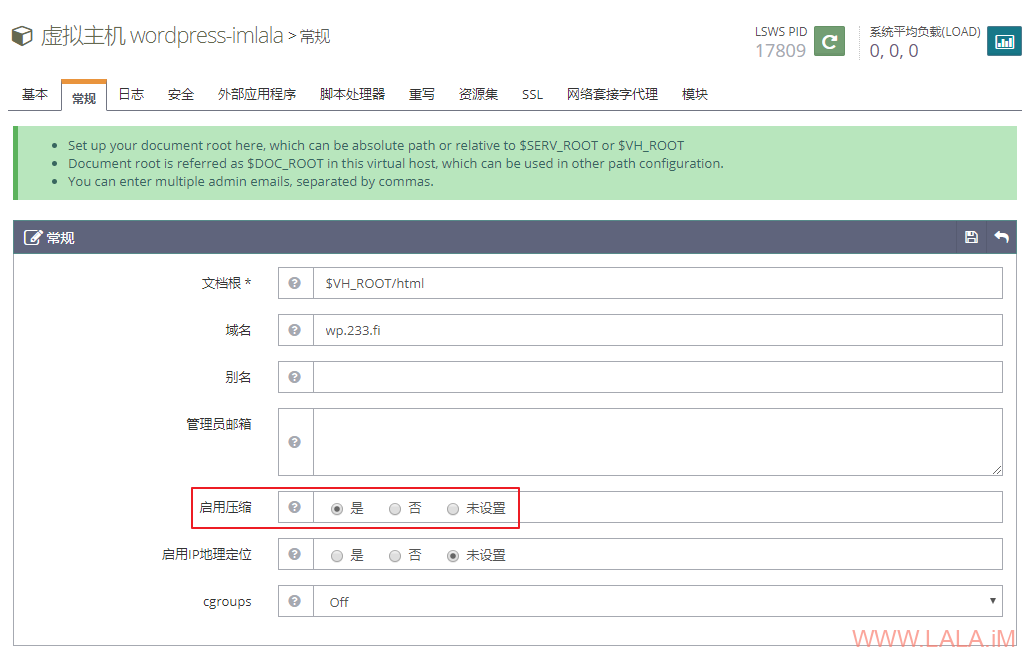 虚拟主机 wordpress-imlala > 常规
LSWS PID
17809
系统平均负载(LOAD)
0, 0, 0
基本 常规 日志 安全 外部应用程序 脚本处理器 重写 资源集 SSL 网络套接字代理 模块
Set up your document root here, which can be absolute path or relative to $SERV_ROOT or $VH_ROOT
Document root is referred as $DOC_ROOT in this virtual host, which can be used in other path configuration.
You can enter multiple admin emails, separated by commas.
常规
文档根 * $VH_ROOT/html
域名 wp.233.fi
别名
管理员邮箱
启用压缩 是 否 未设置
启用IP地理定位 是 否 未设置
cgroups Off
WWW.LALA.iM